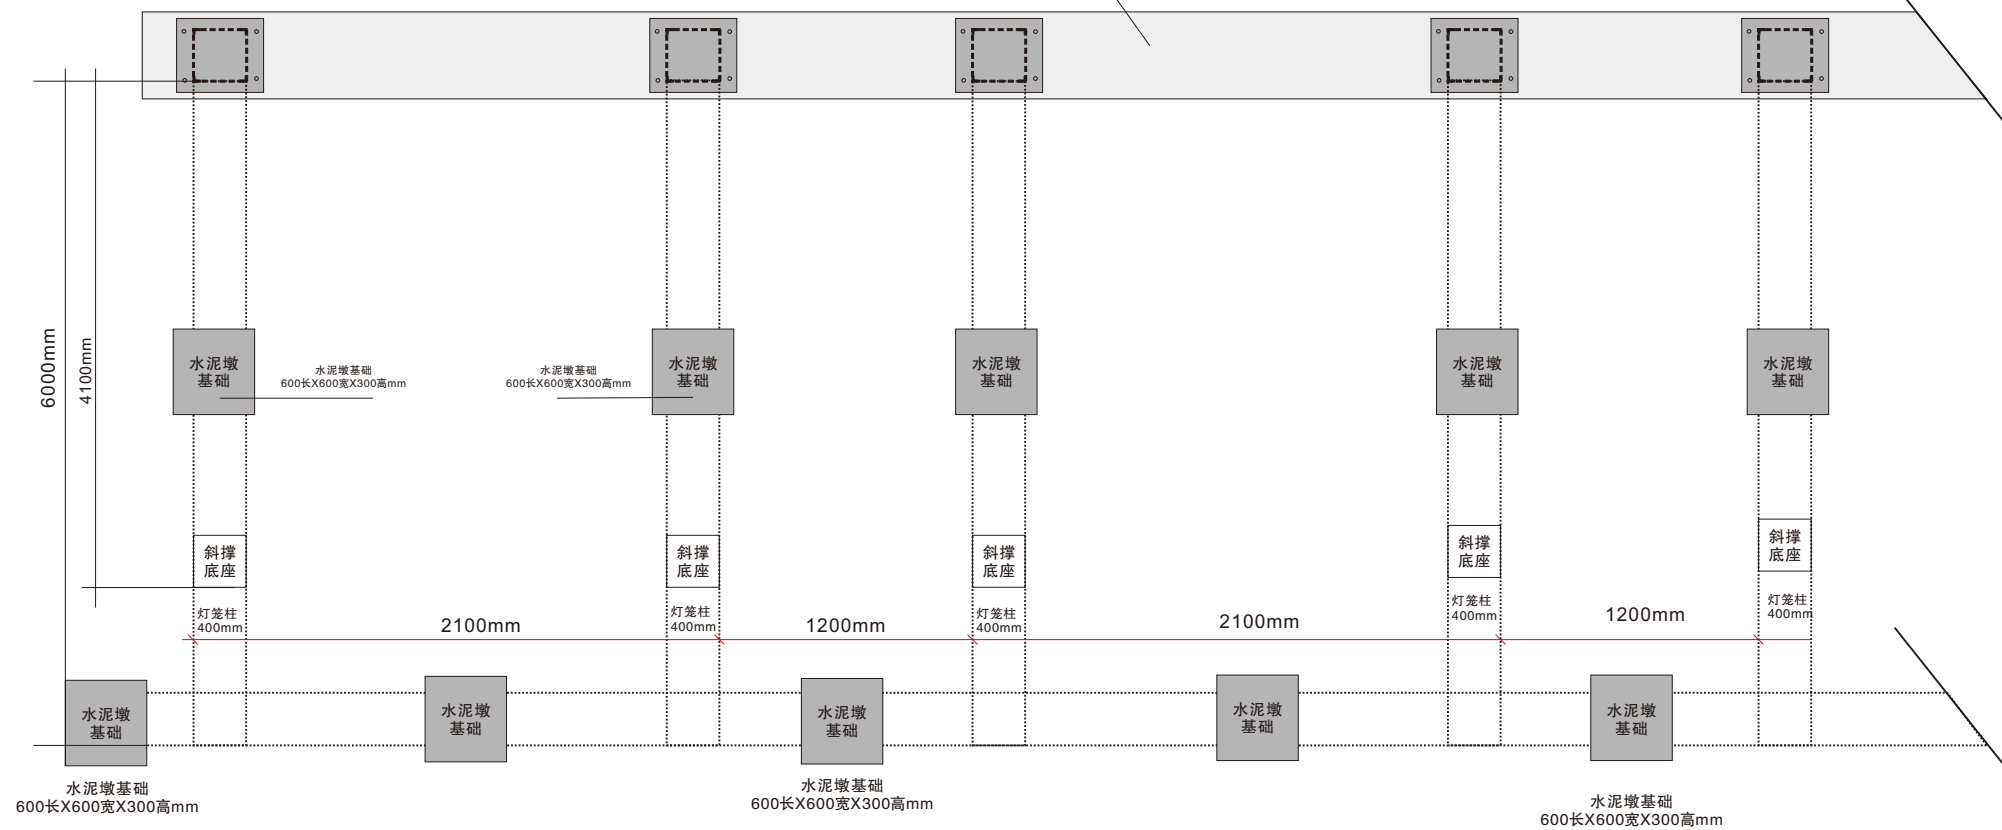 6000mm
4100mm
水泥墩
基础
水泥墩基础
600长X600宽X300高mm
水泥墩基础
600长X600宽X300高mm
水泥墩
基础
水泥墩
基础
水泥墩
基础
水泥墩
基础
斜撑
底座
斜撑
底座
斜撑
底座
斜撑
底座
斜撑
底座
灯笼柱
400mm
2100mm
灯笼柱
400mm
1200mm
灯笼柱
400mm
2100mm
灯笼柱
400mm
1200mm
灯笼柱
400mm
水泥墩
基础
水泥墩
基础
水泥墩
基础
水泥墩
基础
水泥墩
基础
水泥墩基础
600长X600宽X300高mm
水泥墩基础
600长X600宽X300高mm
水泥墩基础
600长X600宽X300高mm